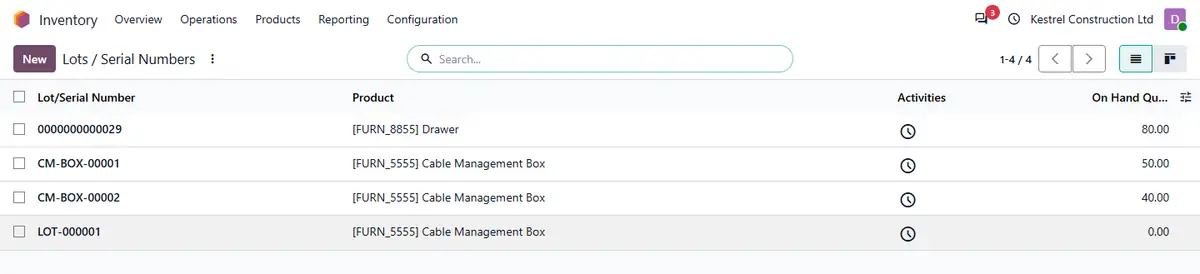 Inventory Overview Operations Products Reporting Configuration 3 Kestrel Construction Ltd D
New Lots / Serial Numbers Search... 1-4 / 4
Lot/Serial Number Product Activities On Hand Qu...
0000000000029 [FURN_8855] Drawer 80.00
CM-BOX-00001 [FURN_5555] Cable Management Box 50.00
CM-BOX-00002 [FURN_5555] Cable Management Box 40.00
LOT-000001 [FURN_5555] Cable Management Box 0.00